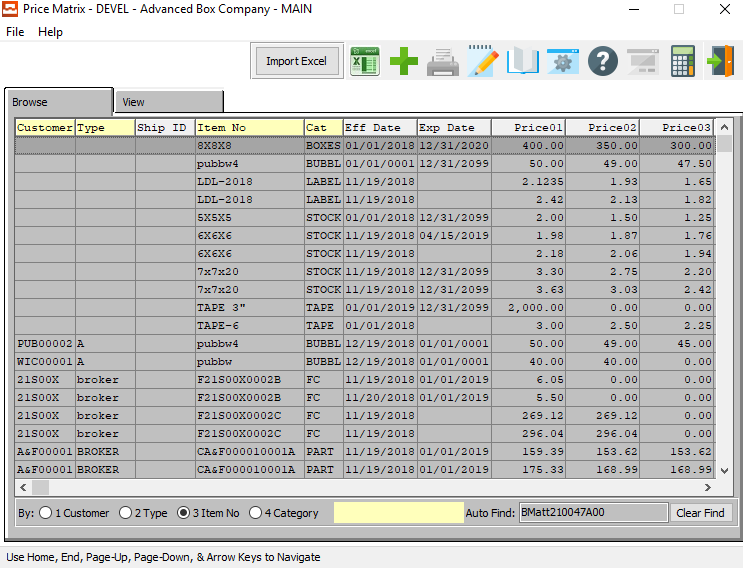 Price Matrix - DEVEL - Advanced Box Company - MAIN
File Help
Import Excel
Browse View
Customer Type Ship ID Item No Cat Eff Date Exp Date Price01 Price02 Price03
8X8X8 BOXES 01/01/2018 12/31/2020 400.00 350.00 300.00
pubbw4 BUBBL 01/01/0001 12/31/2099 50.00 49.00 47.50
LDL-2018 LABEL 11/19/2018 2.1235 1.93 1.65
LDL-2018 LABEL 11/19/2018 2.42 2.13 1.82
5X5X5 STOCK 01/01/2018 12/31/2099 2.00 1.50 1.25
6X6X6 STOCK 11/19/2018 04/15/2019 1.98 1.87 1.76
6X6X6 STOCK 11/19/2018 2.18 2.06 1.94
7x7x20 STOCK 11/19/2018 12/31/2099 3.30 2.75 2.20
7x7x20 STOCK 11/19/2018 12/31/2099 3.63 3.03 2.42
TAPE 3" TAPE 01/01/2019 12/31/2099 2,000.00 0.00 0.00
TAPE-6 TAPE 01/01/2018 3.00 2.50 2.25
PUB00002 A pubbw4 BUBBL 12/19/2018 01/01/0001 50.00 49.00 45.00
WIC00001 A pubbw BUBBL 12/19/2018 01/01/0001 40.00 40.00 0.00
21S00X broker F21S00X0002B FC 11/19/2018 01/01/2019 6.05 0.00 0.00
21S00X broker F21S00X0002B FC 11/20/2018 01/01/2019 5.50 0.00 0.00
21S00X broker F21S00X0002C FC 11/19/2018 269.12 269.12 0.00
21S00X broker F21S00X0002C FC 11/19/2018 296.04 296.04 0.00
A&F00001 BROKER CA&F000010001A PART 11/19/2018 01/01/2019 159.39 153.62 153.62
A&F00001 BROKER CA&F000010001A PART 11/19/2018 01/01/2019 175.33 168.99 168.99
By: 1 Customer 2 Type 3 Item No 4 Category Auto Find: BMatt210047A00 Clear Find
Use Home, End, Page-Up, Page-Down, & Arrow Keys to Navigate